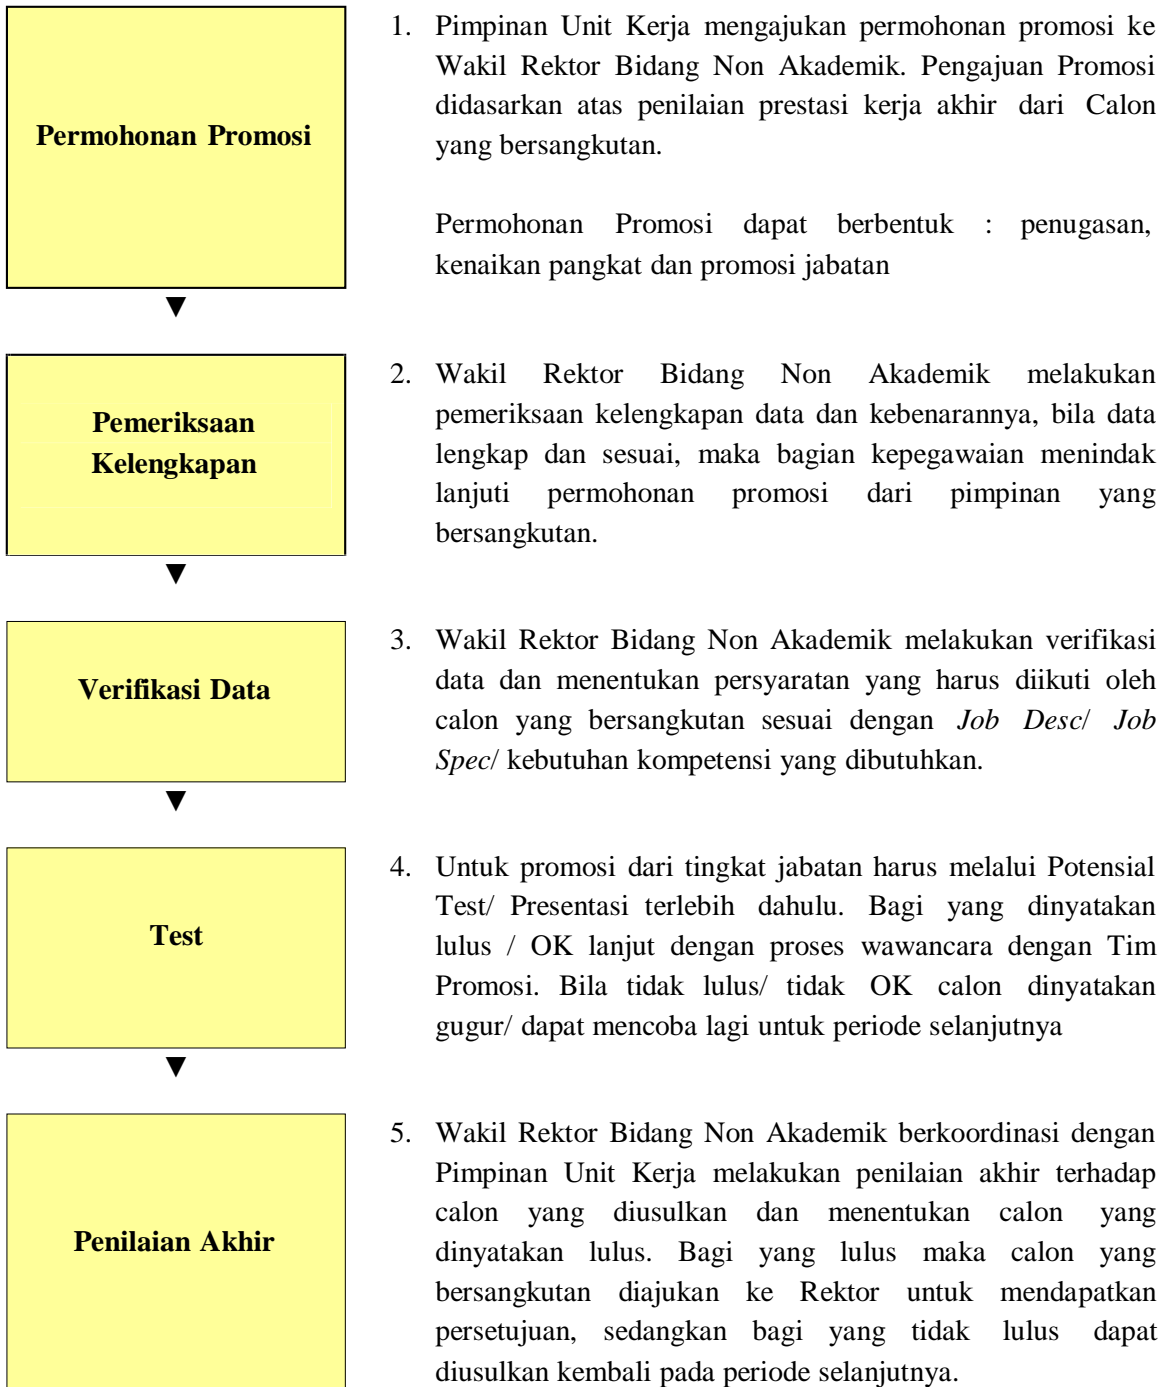 Permohonan Promosi
1. Pimpinan Unit Kerja mengajukan permohonan promosi ke
Wakil Rektor Bidang Non Akademik. Pengajuan Promosi
didasarkan atas penilaian prestasi kerja akhir dari Calon
yang bersangkutan.
Permohonan Promosi dapat berbentuk : penugasan,
kenaikan pangkat dan promosi jabatan
▼
Pemeriksaan
Kelengkapan
2. Wakil Rektor Bidang Non Akademik melakukan
pemeriksaan kelengkapan data dan kebenarannya, bila data
lengkap dan sesuai, maka bagian kepegawaian menindak
lanjuti permohonan promosi dari pimpinan yang
bersangkutan.
▼
Verifikasi Data
3. Wakil Rektor Bidang Non Akademik melakukan verifikasi
data dan menentukan persyaratan yang harus diikuti oleh
calon yang bersangkutan sesuai dengan Job Desc/ Job
Spec/ kebutuhan kompetensi yang dibutuhkan.
▼
Test
4. Untuk promosi dari tingkat jabatan harus melalui Potensial
Test/ Presentasi terlebih dahulu. Bagi yang dinyatakan
lulus / OK lanjut dengan proses wawancara dengan Tim
Promosi. Bila tidak lulus/ tidak OK calon dinyatakan
gugur/ dapat mencoba lagi untuk periode selanjutnya
▼
Penilaian Akhir
5. Wakil Rektor Bidang Non Akademik berkoordinasi dengan
Pimpinan Unit Kerja melakukan penilaian akhir terhadap
calon yang diusulkan dan menentukan calon yang
dinyatakan lulus. Bagi yang lulus maka calon yang
bersangkutan diajukan ke Rektor untuk mendapatkan
persetujuan, sedangkan bagi yang tidak lulus dapat
diusulkan kembali pada periode selanjutnya.